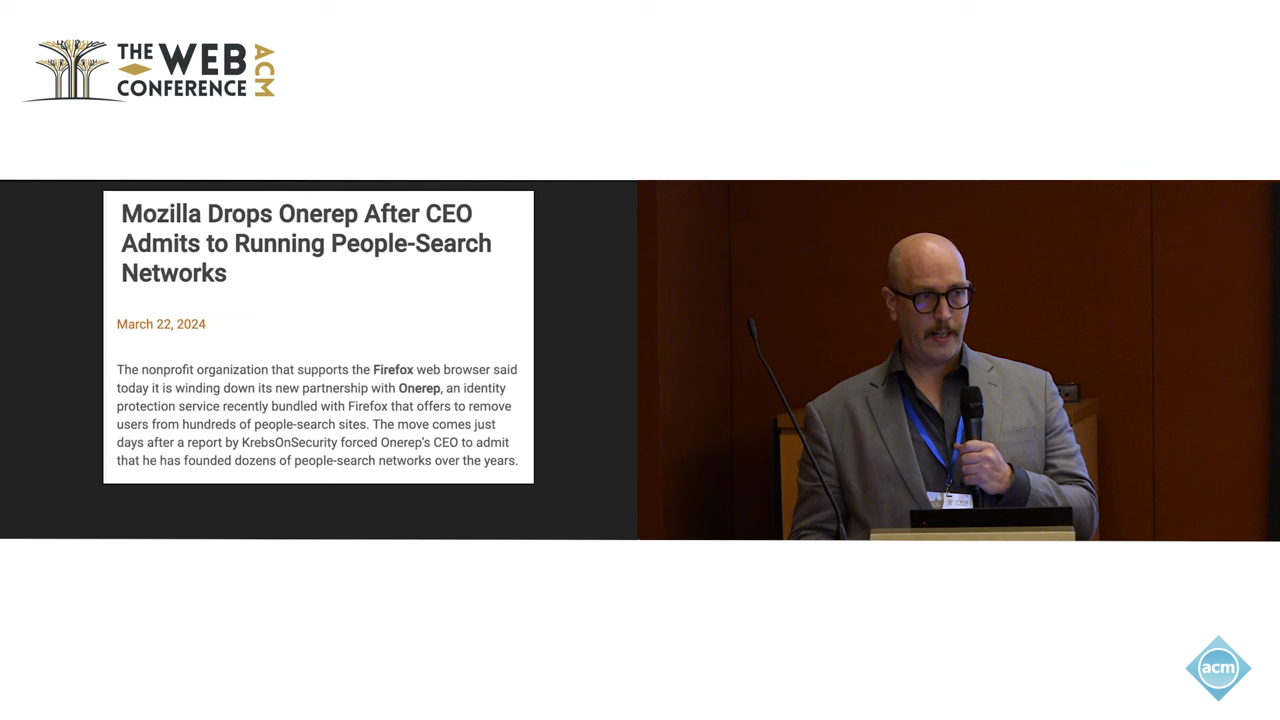 THE WEB
CONFERENCE
ACM
Mozilla Drops Onerep After CEO
Admits to Running People-Search
Networks
March 22, 2024
The nonprofit organization that supports the Firefox web browser said
today it is winding down its new partnership with Onerep, an identity
protection service recently bundled with Firefox that offers to remove
users from hundreds of people-search sites. The move comes just
days after a report by KrebsOnSecurity forced Onerep’s CEO to admit
that he has founded dozens of people-search networks over the years.
acm